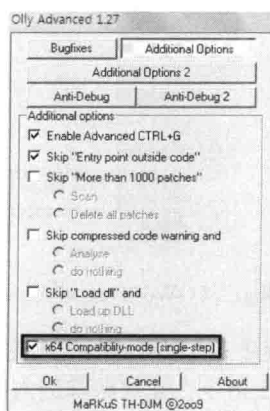 Olly Advanced 1.27
Bugfixes
Additional Options
Additional Options 2
Anti-Debug
Anti-Debug 2
Additional options
Enable Advanced CTRL+G
Skip "Entry point outside code"
Skip "More than 1000 patches"
Scan
Delete all patches
Skip compressed code warning and
Analyse
do nothing
Skip "Load dll" and
Load up DLL
do nothing
x64 Compatiblity-mode (single-step)
Ok
Cancel
About
MaRKuS TH-DJM ©2oo9